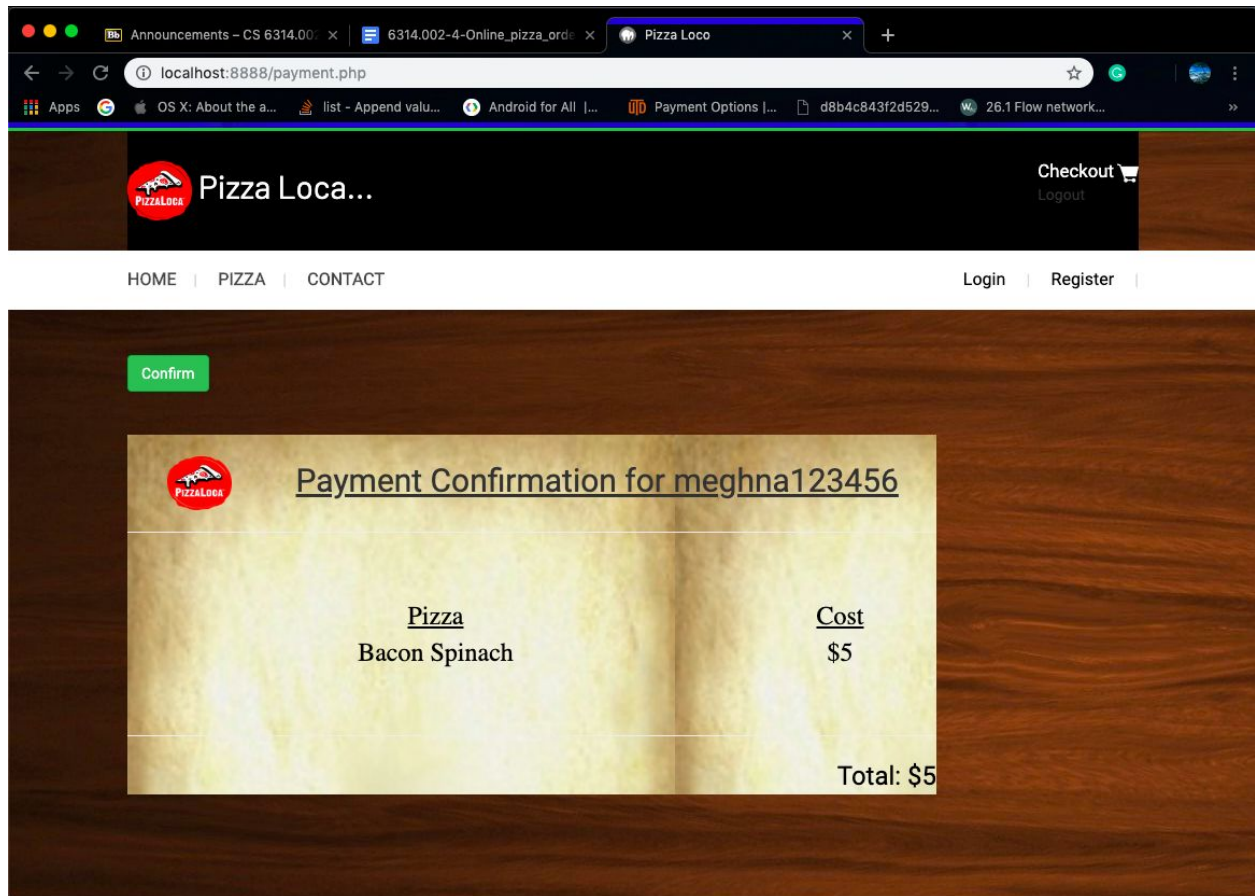 Bb Announcements – CS 6314.00
6314.002-4-Online_pizza_orde
Pizza Loco
localhost:8888/payment.php
Apps
OS X: About the a...
list - Append valu...
Android for All |...
UTD Payment Options |...
d8b4c843f2d529...
W. 26.1 Flow network...
»
PIZZALOCA
Pizza Loca...
Checkout
Logout
HOME | PIZZA | CONTACT
Login | Register |
Confirm
PIZZALOCA
Payment Confirmation for meghna123456
Pizza Cost
Bacon Spinach $5
Total: $5